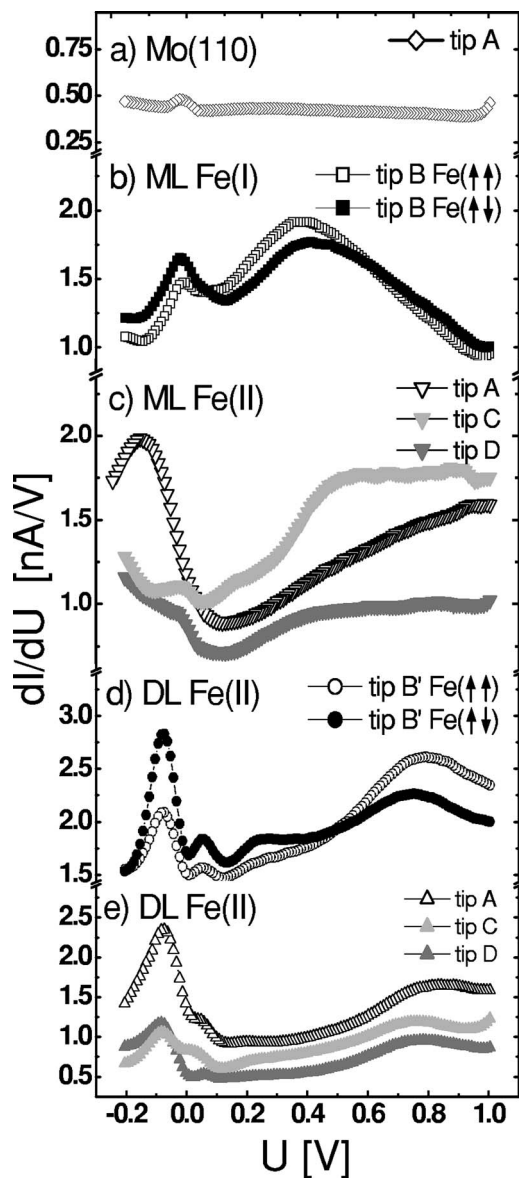 a) Mo(110)
tip A
0.75
0.50
0.25
b) ML Fe(I)
tip B Fe(↑↑)
tip B Fe(↑↓)
2.0
1.5
1.0
c) ML Fe(II)
tip A
tip C
tip D
2.0
1.5
1.0
d) DL Fe(II)
tip B' Fe(↑↑)
tip B' Fe(↑↓)
3.0
2.5
2.0
1.5
e) DL Fe(II)
tip A
tip C
tip D
2.5
2.0
1.5
1.0
0.5
-0.2 0.0 0.2 0.4 0.6 0.8 1.0
U [V]
dI/dU [nA/V]